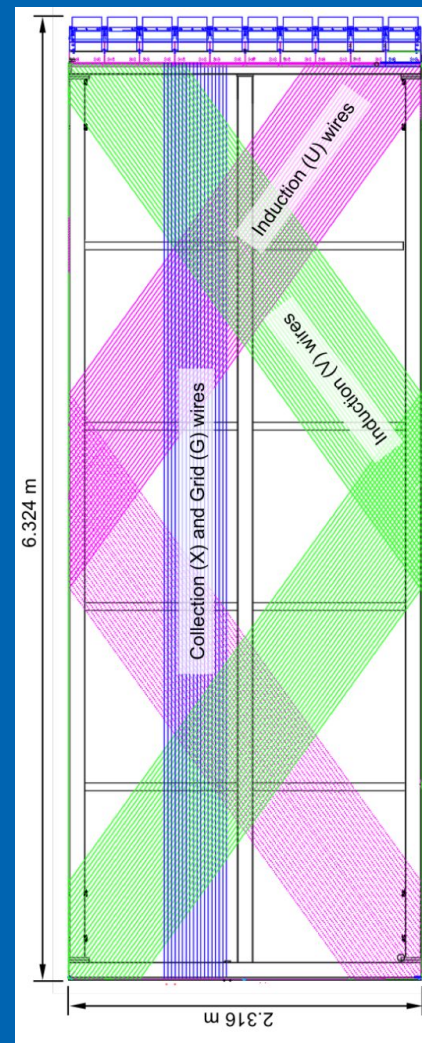 Induction (U) wires
Induction (V) wires
Collection (X) and Grid (G) wires
6.324 m
2.316 m